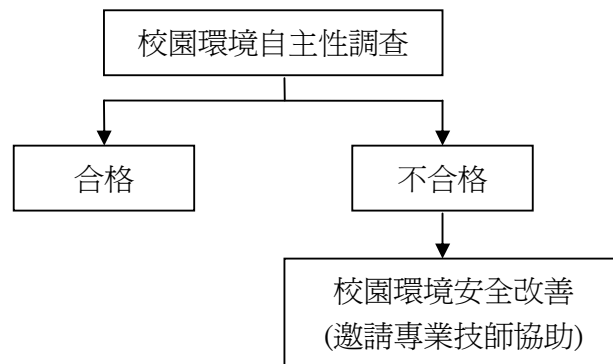 校園環境自主性調查
合格
不合格
校園環境安全改善
(邀請專業技師協助)